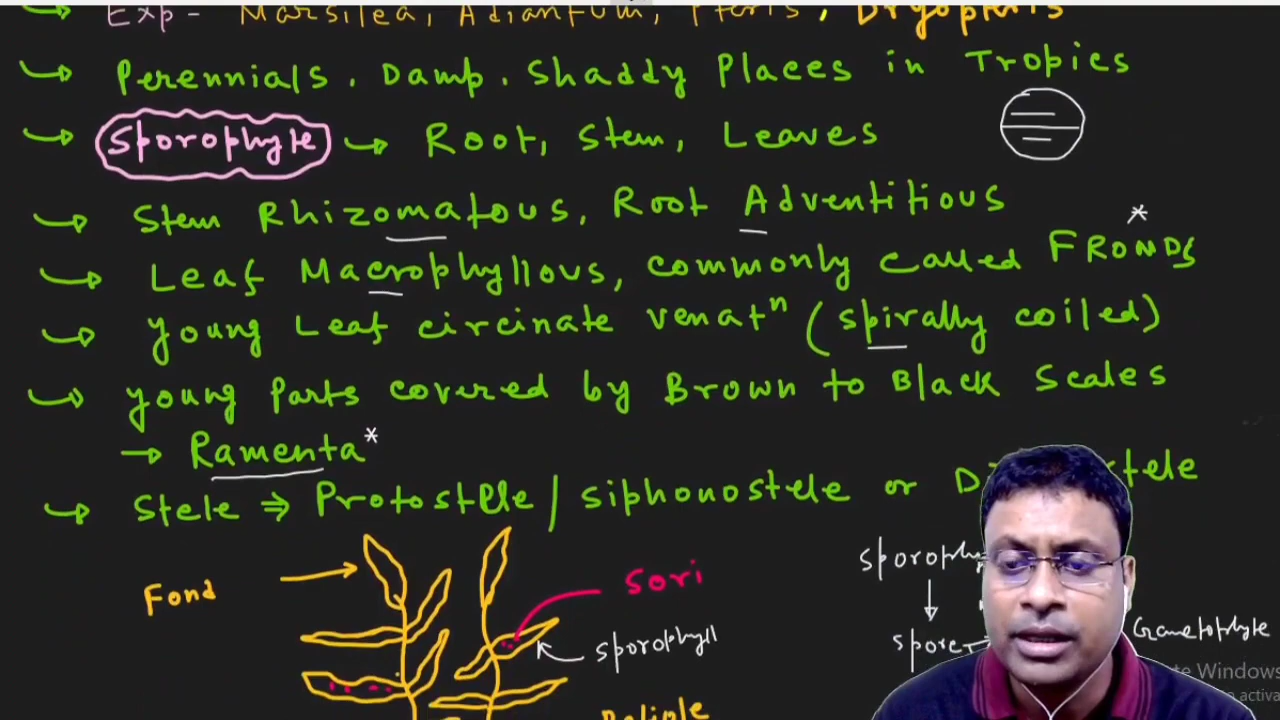 Exp- Marsilea, Adiantum, Pteris, Dryopteris
Perennials. Damp. Shaddy Places in Tropics
Sporophyte → Root, Stem, Leaves
Stem Rhizomatous, Root Adventitious
Leaf Macrophyllous, commonly called FRONDS *
young Leaf circinate venatn (spirally coiled)
young Parts covered by Brown to Black Scales
→ Ramenta *
Stele ⇒ Protostele / siphonostele or
Fond
Sori
sporophyll
Gametophyte
Windows